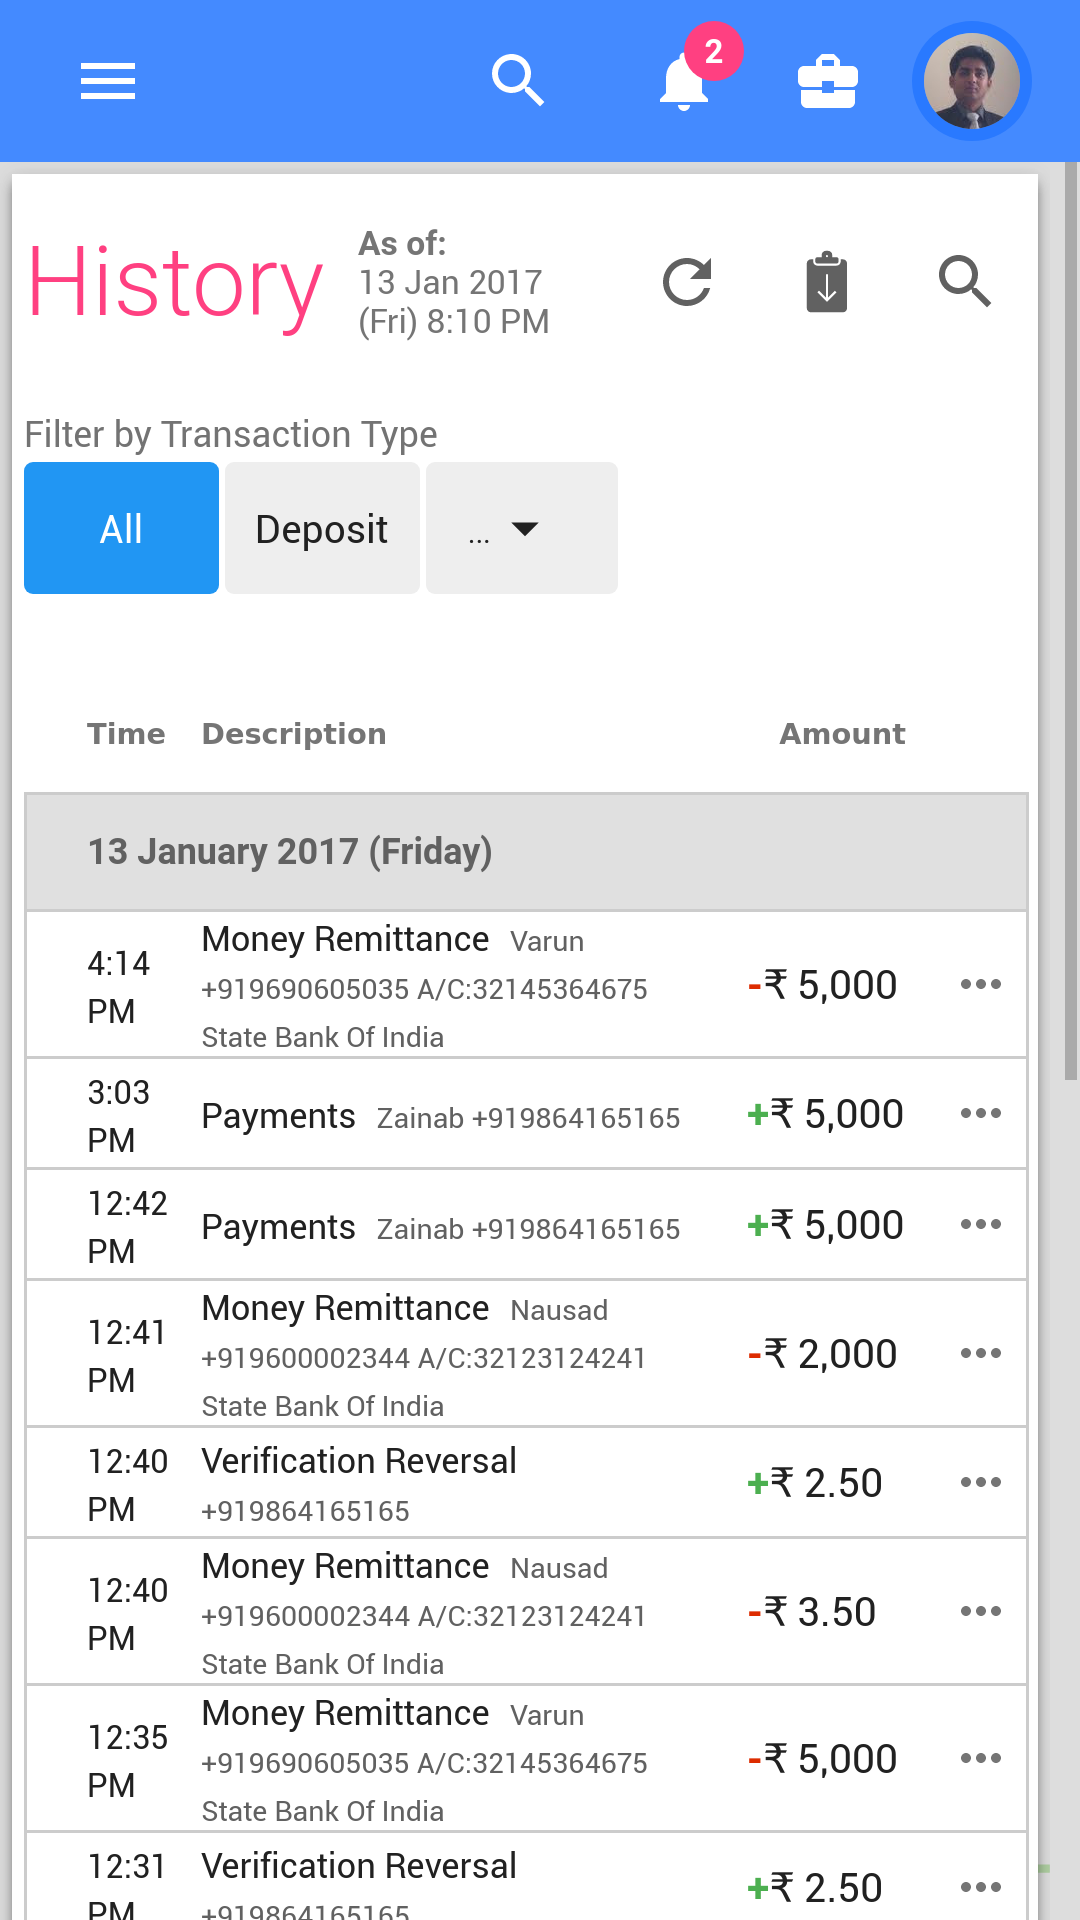 2
History
As of:
13 Jan 2017
(Fri) 8:10 PM
Filter by Transaction Type
All
Deposit
...
Time Description Amount
13 January 2017 (Friday)
4:14 PM
Money Remittance Varun
+919690605035 A/C:32145364675
State Bank Of India
-₹ 5,000
3:03 PM
Payments Zainab +919864165165
+₹ 5,000
12:42 PM
Payments Zainab +919864165165
+₹ 5,000
12:41 PM
Money Remittance Nausad
+919600002344 A/C:32123124241
State Bank Of India
-₹ 2,000
12:40 PM
Verification Reversal
+919864165165
+₹ 2.50
12:40 PM
Money Remittance Nausad
+919600002344 A/C:32123124241
State Bank Of India
-₹ 3.50
12:35 PM
Money Remittance Varun
+919690605035 A/C:32145364675
State Bank Of India
-₹ 5,000
12:31 PM
Verification Reversal
+919864165165
+₹ 2.50